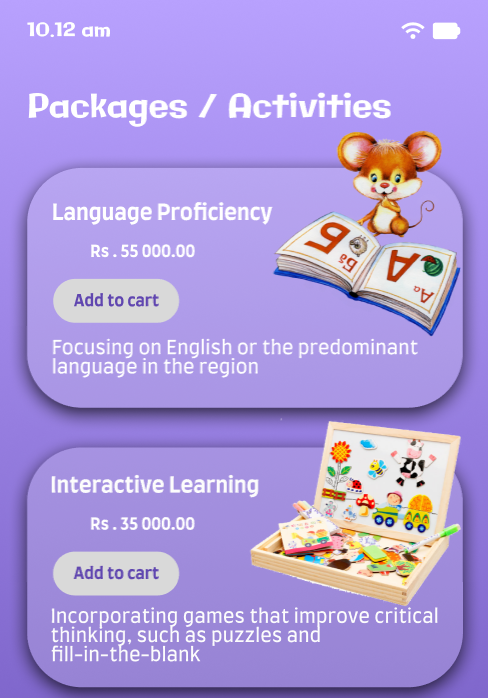 10.12 am
Packages / Activities
Language Proficiency
Rs . 55 000.00
Add to cart
Focusing on English or the predominant
language in the region
Б
Бб
А
Аа
Interactive Learning
Rs . 35 000.00
Add to cart
Incorporating games that improve critical
thinking, such as puzzles and
fill-in-the-blank